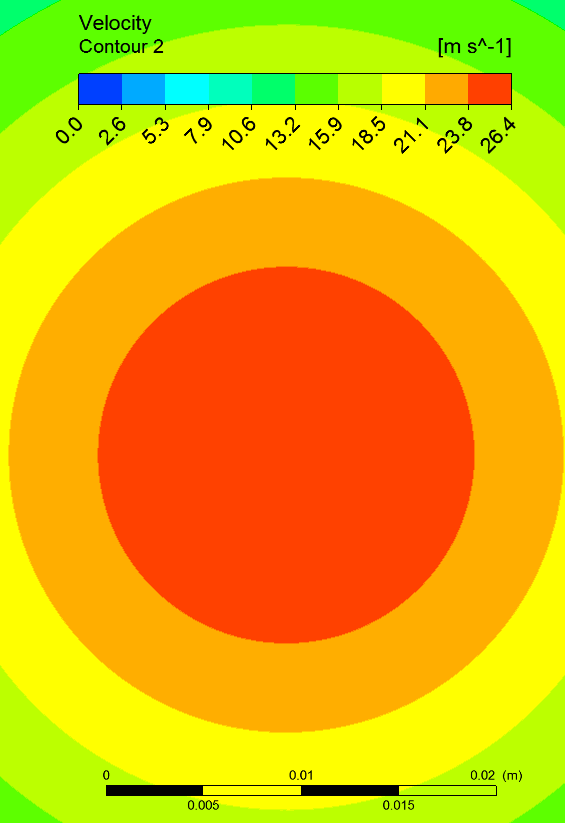 Velocity
Contour 2 [m s^-1]
0.0 2.6 5.3 7.9 10.6 13.2 15.9 18.5 21.1 23.8 26.4
0 0.01 0.02 (m)
0.005 0.015